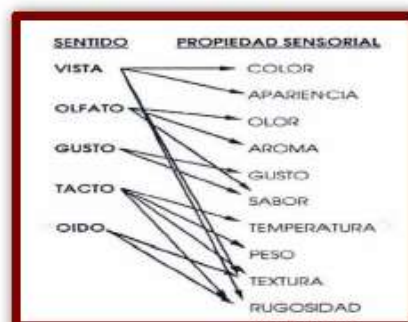 SENTIDO PROPIEDAD SENSORIAL
VISTA COLOR
APARIENCIA
OLFATO OLOR
AROMA
GUSTO GUSTO
SABOR
TACTO TEMPERATURA
OIDO PESO
TEXTURA
RUGOSIDAD